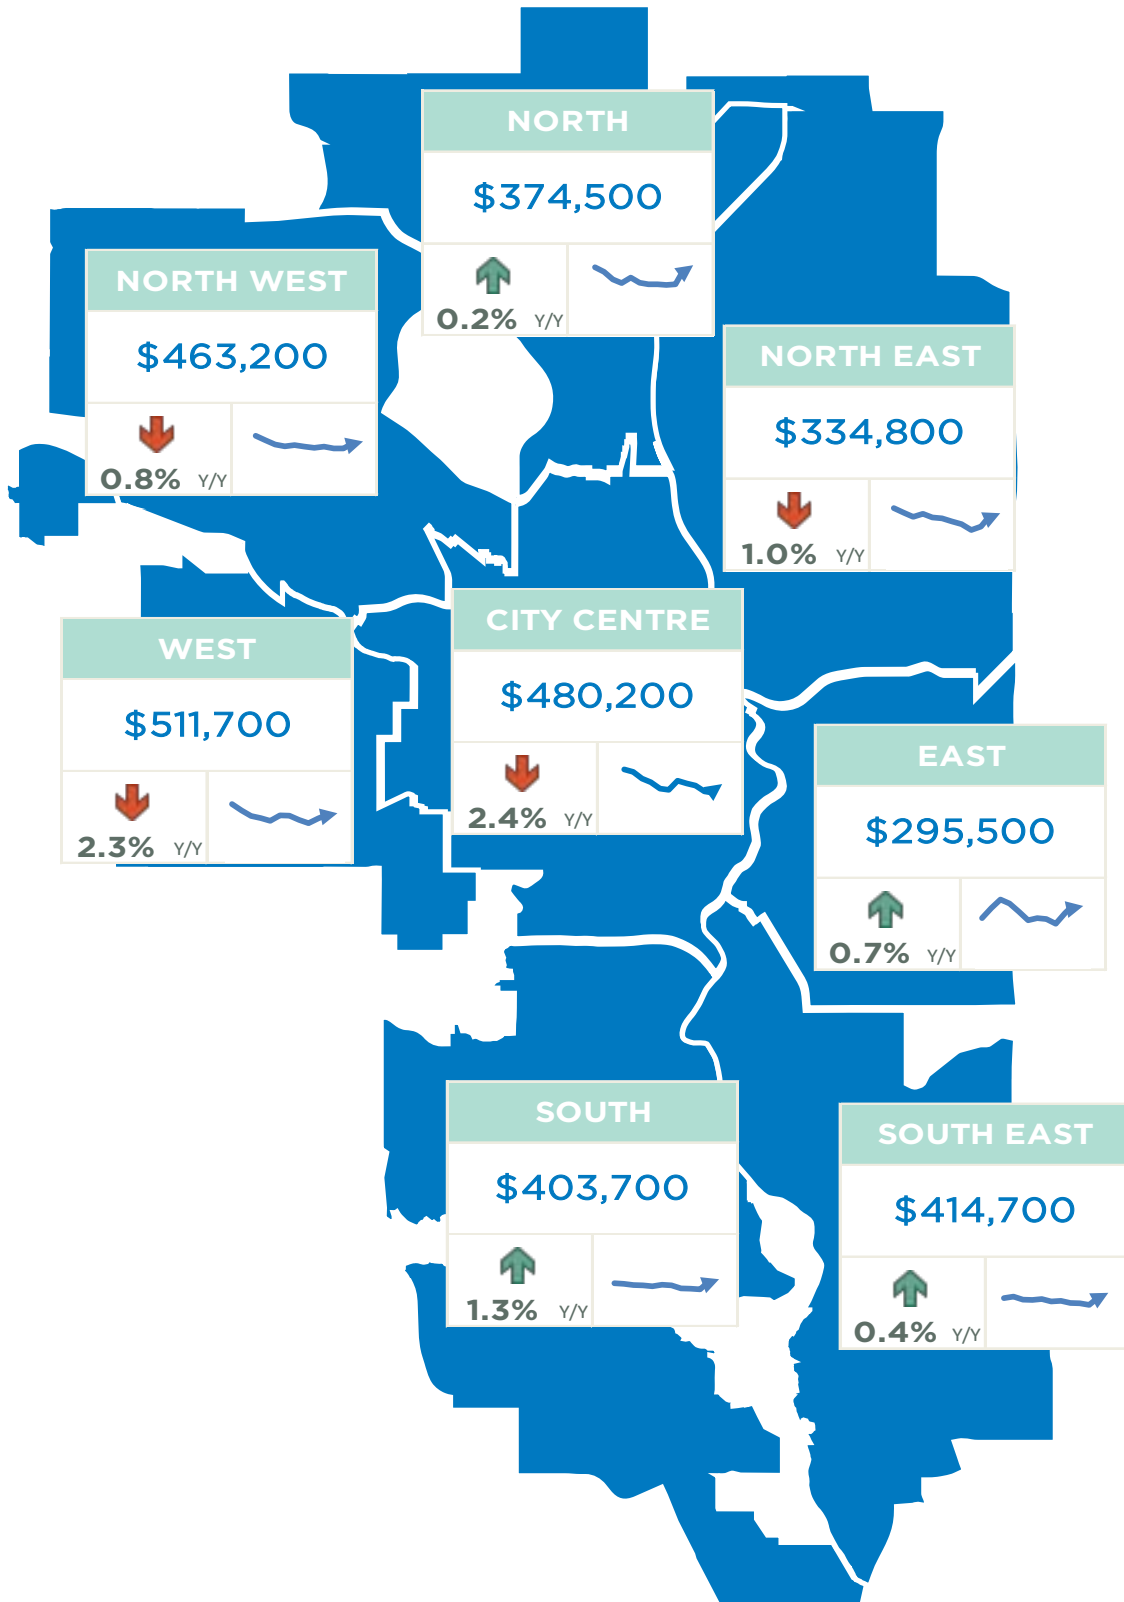 NORTH
$374,500
0.2% Y/Y
NORTH WEST
$463,200
0.8% Y/Y
NORTH EAST
$334,800
1.0% Y/Y
CITY CENTRE
$480,200
2.4% Y/Y
WEST
$511,700
2.3% Y/Y
EAST
$295,500
0.7% Y/Y
SOUTH
$403,700
1.3% Y/Y
SOUTH EAST
$414,700
0.4% Y/Y